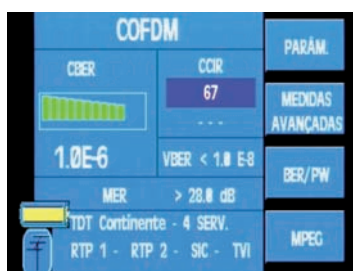 COFDM
PARÂM.
CBER
CCIR
67
- - -
MEDIDAS
AVANÇADAS
1.0E-6
VBER < 1.0 E-8
BER/PW
MER > 28.0 dB
TDT Continente - 4 SERV.
RTP 1 - RTP 2 - SIC - TVI
MPEG